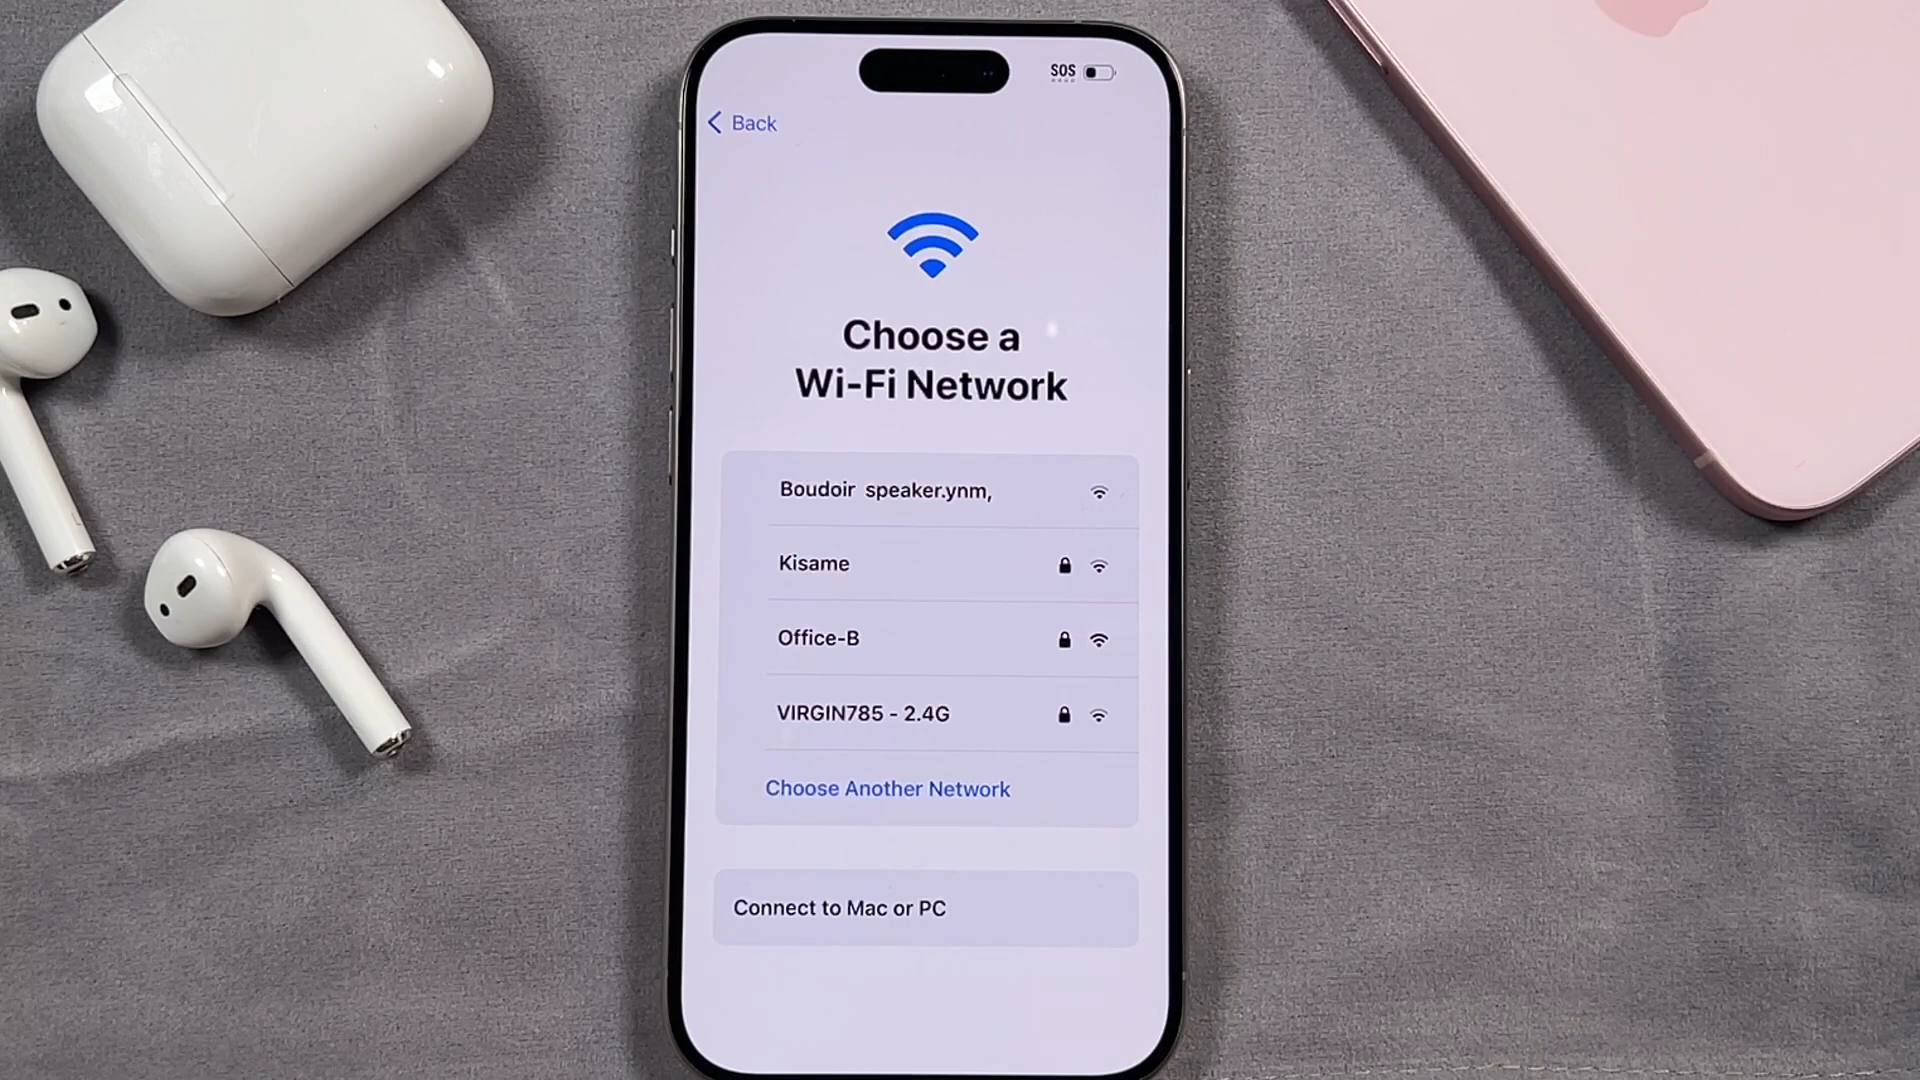 SOS
Back
Choose a
Wi-Fi Network
Boudoir speaker.ynm,
Kisame
Office-B
VIRGIN785 - 2.4G
Choose Another Network
Connect to Mac or PC